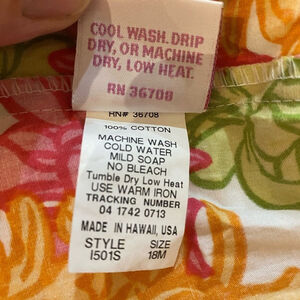 COOL WASH. DRIP
DRY, OR MACHINE
DRY, LOW HEAT.
RN 36708
RN# 36708
100% COTTON
MACHINE WASH
COLD WATER
MILD SOAP
NO BLEACH
Tumble Dry Low Heat
USE WARM IRON
TRACKING NUMBER
04 1742 0713
MADE IN HAWAII, USA
STYLE SIZE
I501S 18M